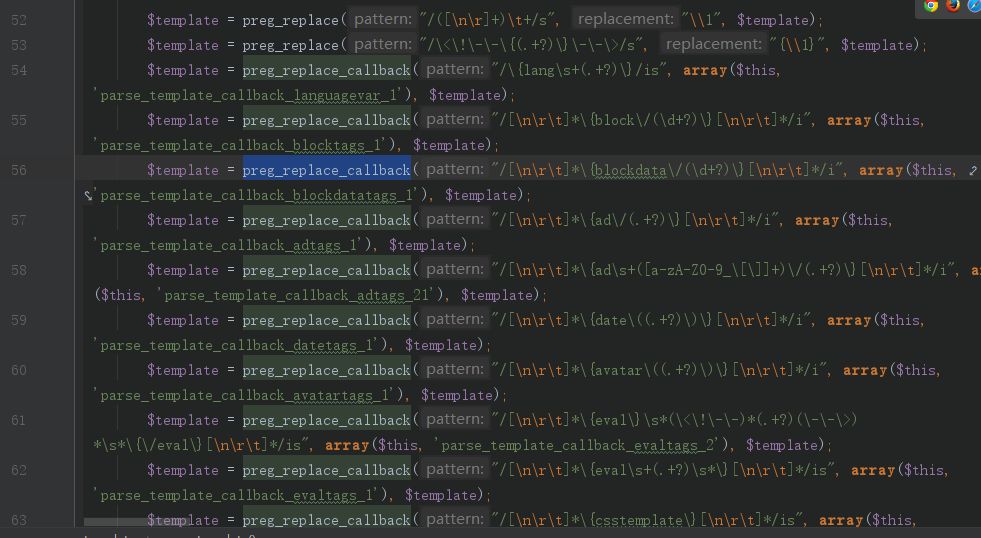 52 $template = preg_replace( pattern: "/([\n\r]+)\t+/s", replacement: "\\1", $template);
53 $template = preg_replace( pattern: "/\<\!\-\-\{(.+?)\}\-\-\>/s", replacement: "{\\1}", $template);
54 $template = preg_replace_callback( pattern: "/\{lang\s+(.+?)\}/is", array($this,
'parse_template_callback_languagevar_1'), $template);
55 $template = preg_replace_callback( pattern: "/[\n\r\t]*\{block\/(\d+?)\}[\n\r\t]*/i", array($this,
'parse_template_callback_blocktags_1'), $template);
56 $template = preg_replace_callback( pattern: "/[\n\r\t]*\{blockdata\/(\d+?)\}[\n\r\t]*/i", array($this,
'parse_template_callback_blockdatatags_1'), $template);
57 $template = preg_replace_callback( pattern: "/[\n\r\t]*\{ad\/(.+?)\}[\n\r\t]*/i", array($this,
'parse_template_callback_adtags_1'), $template);
58 $template = preg_replace_callback( pattern: "/[\n\r\t]*\{ad\s+([a-zA-Z0-9_\[\]]+)\/(.+?)\}[\n\r\t]*/i", a
($this, 'parse_template_callback_adtags_21'), $template);
59 $template = preg_replace_callback( pattern: "/[\n\r\t]*\{date\((.+?)\)\}[\n\r\t]*/i", array($this,
'parse_template_callback_datetags_1'), $template);
60 $template = preg_replace_callback( pattern: "/[\n\r\t]*\{avatar\((.+?)\)\}[\n\r\t]*/i", array($this,
'parse_template_callback_avatartags_1'), $template);
61 $template = preg_replace_callback( pattern: "/[\n\r\t]*\{eval\}\s*(\<\!\-\-)*(.+?)(\-\-\>)
*\s*\{\/eval\}[\n\r\t]*/is", array($this, 'parse_template_callback_evaltags_2'), $template);
62 $template = preg_replace_callback( pattern: "/[\n\r\t]*\{eval\s+(.+?)\s*\}[\n\r\t]*/is", array($this,
'parse_template_callback_evaltags_1'), $template);
63 $template = preg_replace_callback( pattern: "/[\n\r\t]*\{csstemplate\}[\n\r\t]*/is", array($this,